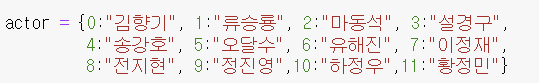 actor = {0:"김향기", 1:"류승룡", 2:"마동석", 3:"설경구",
4:"송강호", 5:"오달수", 6:"유해진", 7:"이정재",
8:"전지현", 9:"정진영",10:"하정우",11:"황정민"}